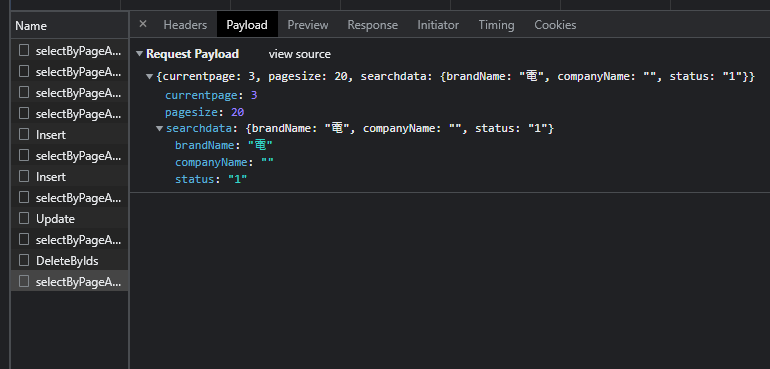 Name
× Headers Payload Preview Response Initiator Timing Cookies
selectByPageA...
selectByPageA...
selectByPageA...
selectByPageA...
Insert
selectByPageA...
Insert
selectByPageA...
Update
selectByPageA...
DeleteByIds
selectByPageA...
Request Payload view source
{currentpage: 3, pagesize: 20, searchdata: {brandName: "電", companyName: "", status: "1"}}
currentpage: 3
pagesize: 20
searchdata: {brandName: "電", companyName: "", status: "1"}
brandName: "電"
companyName: ""
status: "1"